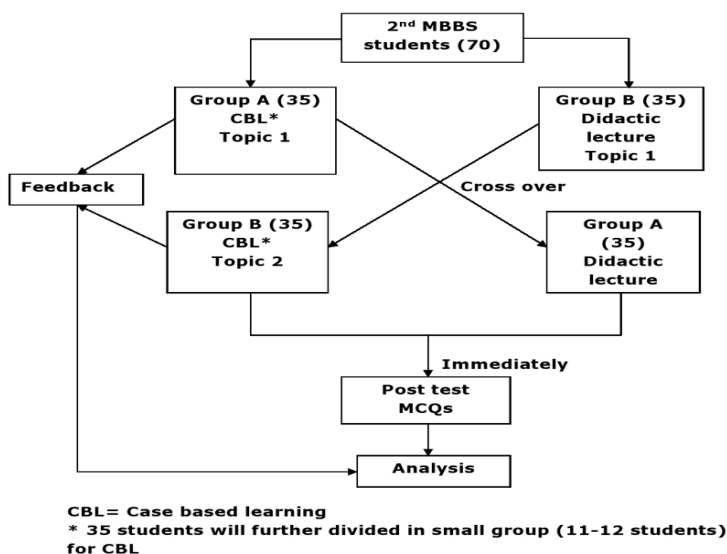 2ⁿᵈ MBBS
students (70)
Group A (35)
CBL*
Topic 1
Group B (35)
Didactic
lecture
Topic 1
Feedback
Cross over
Group B (35)
CBL*
Topic 2
Group A
(35)
Didactic
lecture
Immediately
Post test
MCQs
Analysis
CBL= Case based learning
* 35 students will further divided in small group (11-12 students)
for CBL